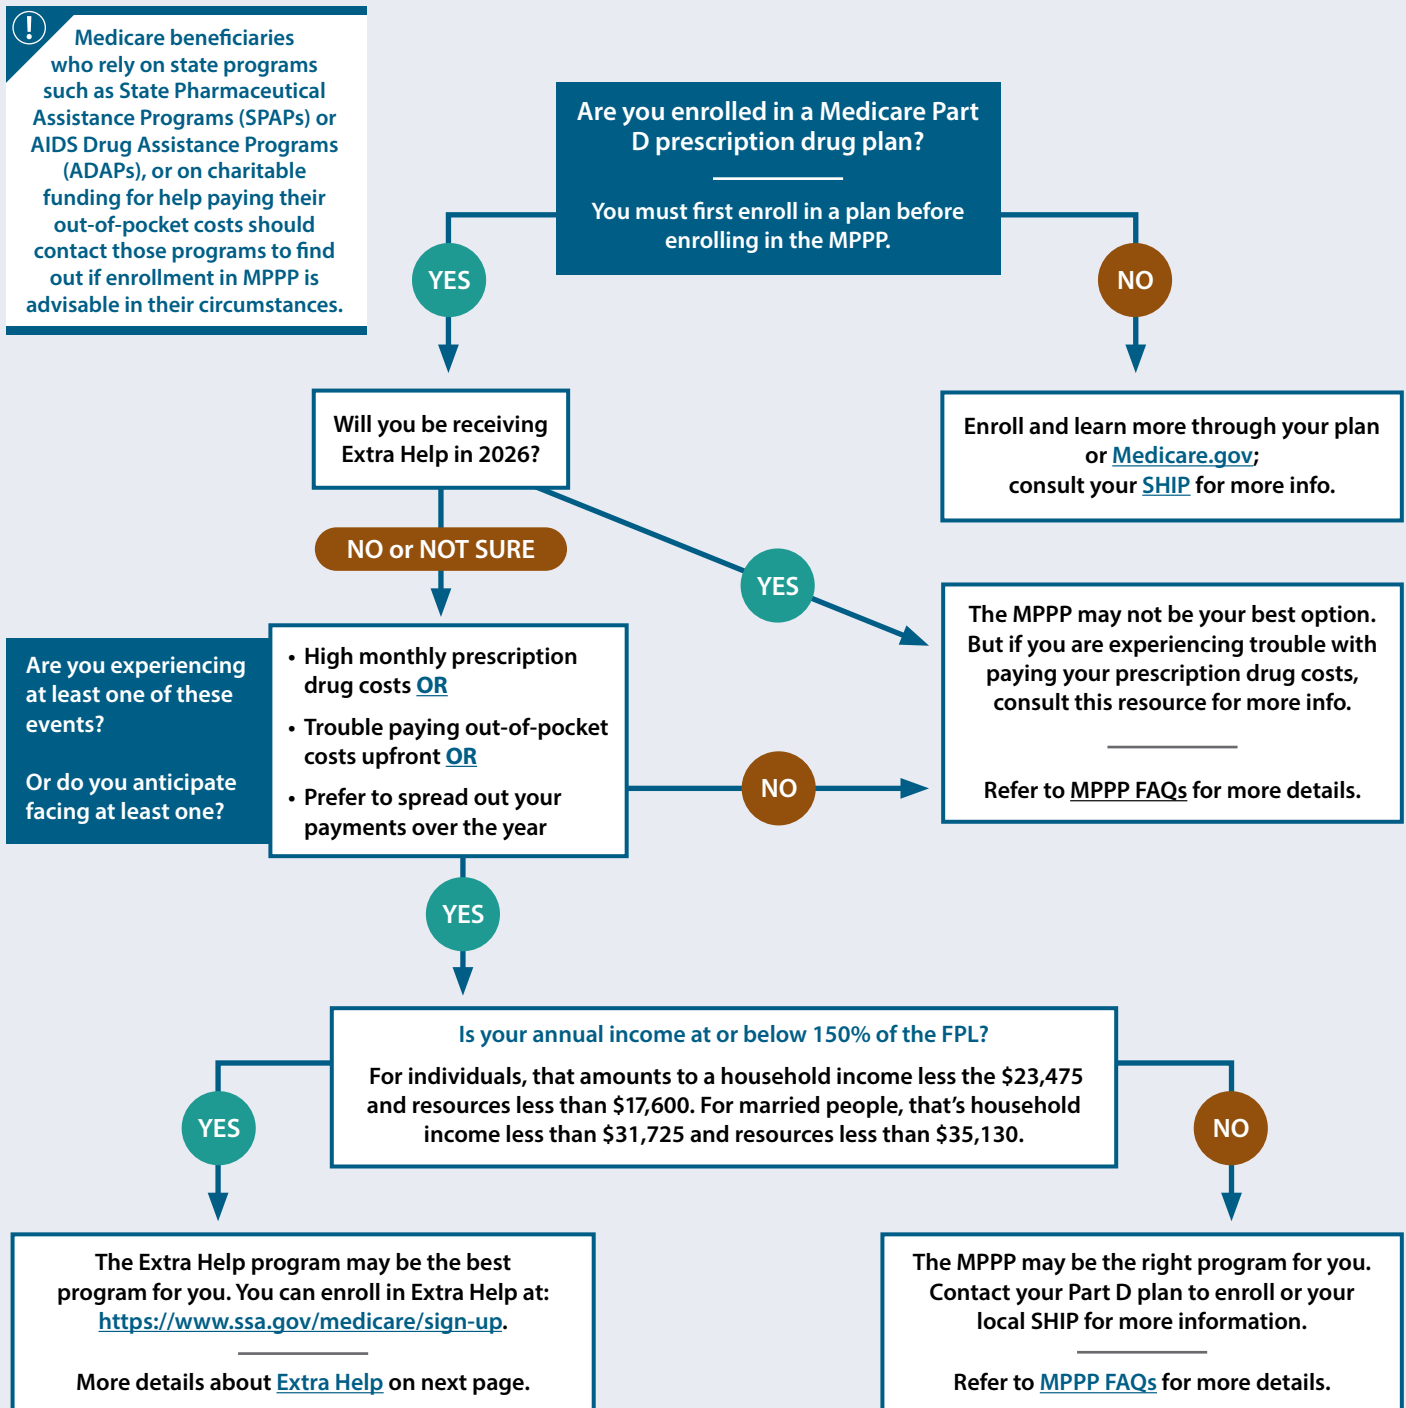 !
Medicare beneficiaries
who rely on state programs
such as State Pharmaceutical
Assistance Programs (SPAPs) or
AIDS Drug Assistance Programs
(ADAPs), or on charitable
funding for help paying their
out-of-pocket costs should
contact those programs to find
out if enrollment in MPPP is
advisable in their circumstances.
Are you enrolled in a Medicare Part
D prescription drug plan?
You must first enroll in a plan before
enrolling in the MPPP.
YES
NO
Will you be receiving
Extra Help in 2026?
Enroll and learn more through your plan
or Medicare.gov;
consult your SHIP for more info.
NO or NOT SURE
YES
The MPPP may not be your best option.
But if you are experiencing trouble with
paying your prescription drug costs,
consult this resource for more info.
Refer to MPPP FAQs for more details.
Are you experiencing
at least one of these
events?
Or do you anticipate
facing at least one?
• High monthly prescription
drug costs OR
• Trouble paying out-of-pocket
costs upfront OR
• Prefer to spread out your
payments over the year
NO
YES
Is your annual income at or below 150% of the FPL?
For individuals, that amounts to a household income less the $23,475
and resources less than $17,600. For married people, that's household
income less than $31,725 and resources less than $35,130.
YES
NO
The Extra Help program may be the best
program for you. You can enroll in Extra Help at:
https://www.ssa.gov/medicare/sign-up.
More details about Extra Help on next page.
The MPPP may be the right program for you.
Contact your Part D plan to enroll or your
local SHIP for more information.
Refer to MPPP FAQs for more details.